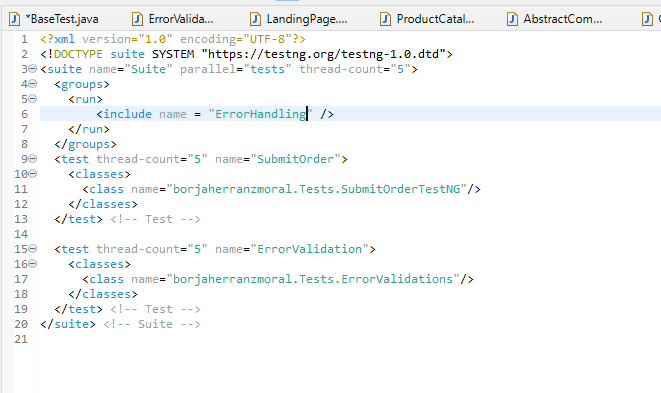 *BaseTest.java ErrorValida... LandingPage.... ProductCatal... AbstractCom...
1 <?xml version="1.0" encoding="UTF-8"?>
2 <!DOCTYPE suite SYSTEM "https://testng.org/testng-1.0.dtd">
3 <suite name="Suite" parallel="tests" thread-count="5">
4 <groups>
5 <run>
6 <include name = "ErrorHandling" />
7 </run>
8 </groups>
9 <test thread-count="5" name="SubmitOrder">
10 <classes>
11 <class name="borjaherranzmoral.Tests.SubmitOrderTestNG"/>
12 </classes>
13 </test> <!-- Test -->
14
15 <test thread-count="5" name="ErrorValidation">
16 <classes>
17 <class name="borjaherranzmoral.Tests.ErrorValidations"/>
18 </classes>
19 </test> <!-- Test -->
20 </suite> <!-- Suite -->
21